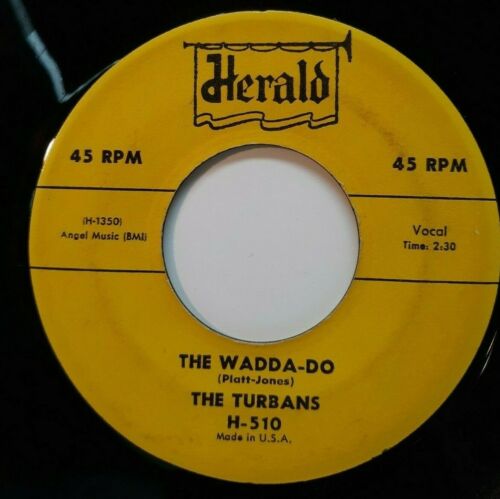 Herald
45 RPM
45 RPM
(H-1350)
Angel Music (BMI)
Vocal
Time: 2:30
THE WADDA-DO
(Platt-Jones)
THE TURBANS
H-510
Made in U.S.A.